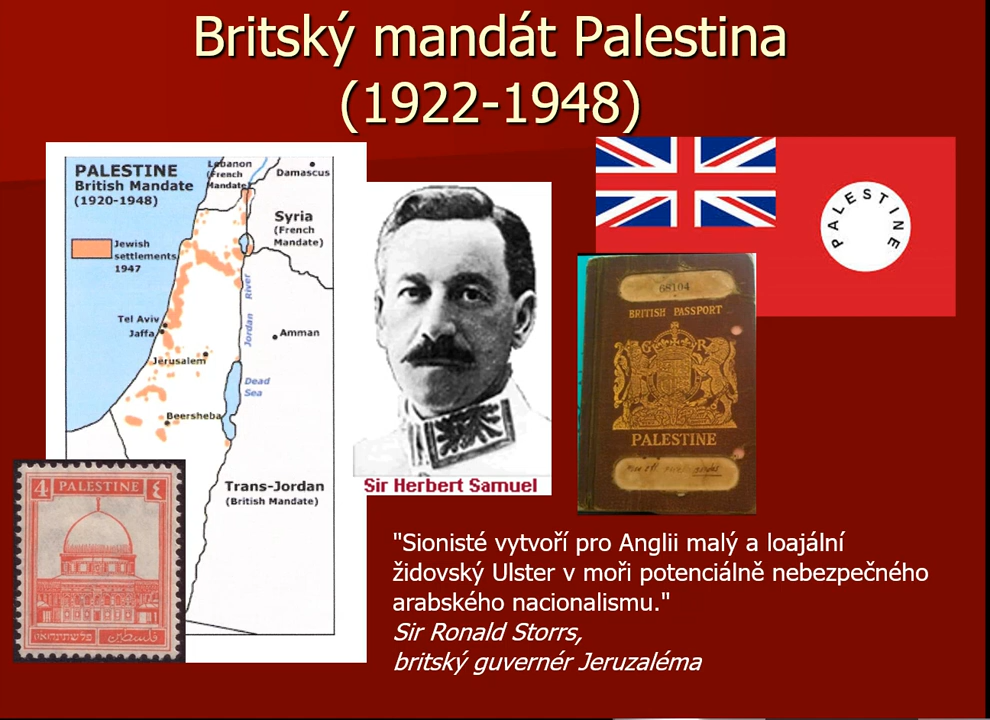 Britský mandát Palestina
(1922-1948)
PALESTINE
British Mandate
(1920-1948)
Lebanon
(French
Mandate)
Damascus
Syria
(French
Mandate)
Jewish
settlements
1947
Jordan River
Tel Aviv
Jaffa
Amman
Jerusalem
Dead
Sea
Beersheba
Trans-Jordan
(British Mandate)
Sir Herbert Samuel
PALESTINE
68104
BRITISH PASSPORT
G R
PALESTINE
4 PALESTINE ٤
פלשתינה א״י فلسطين
"Sionisté vytvoří pro Anglii malý a loajální
židovský Ulster v moři potenciálně nebezpečného
arabského nacionalismu."
Sir Ronald Storrs,
britský guvernér Jeruzaléma